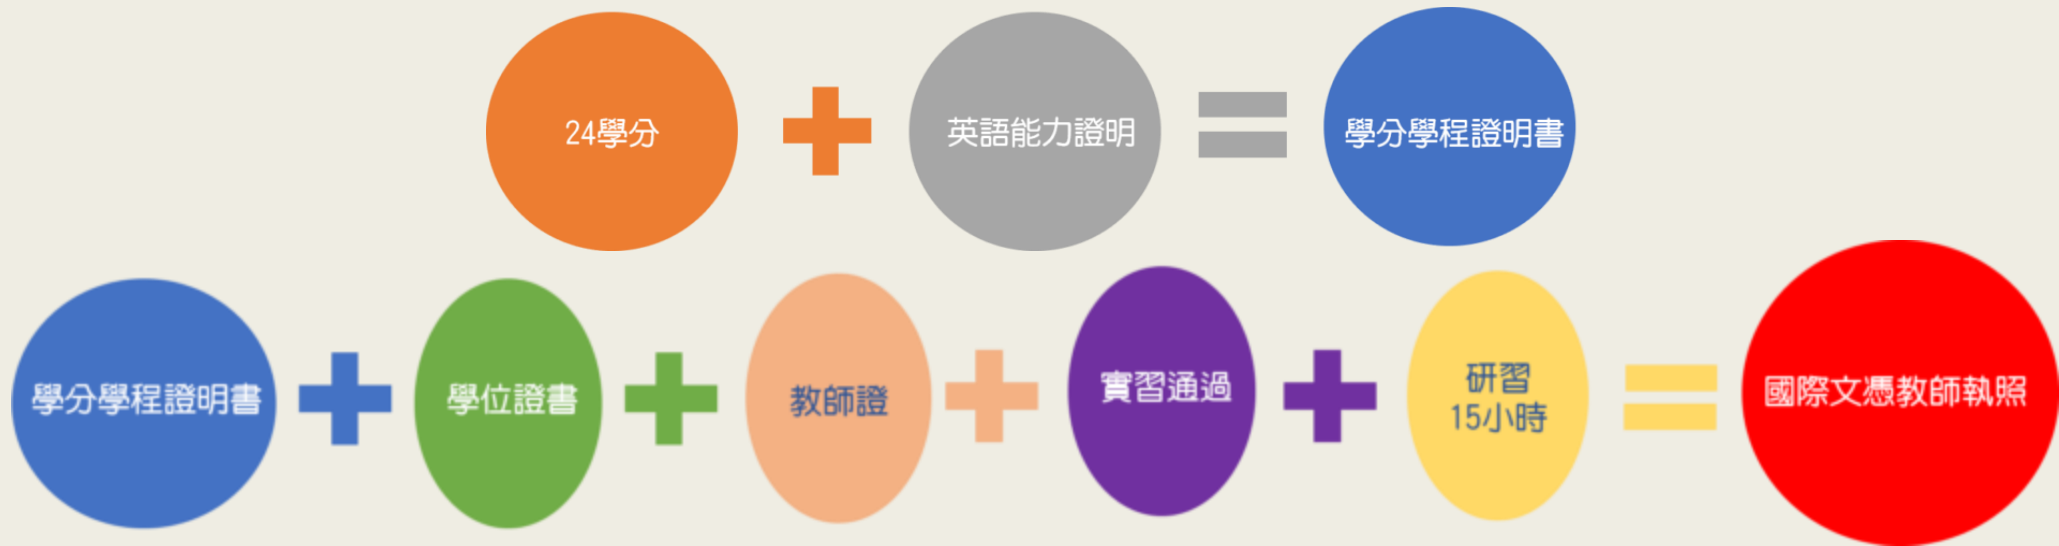 24學分
英語能力證明
學分學程證明書
學分學程證明書
學位證書
教師證
實習通過
研習
15小時
國際文憑教師執照